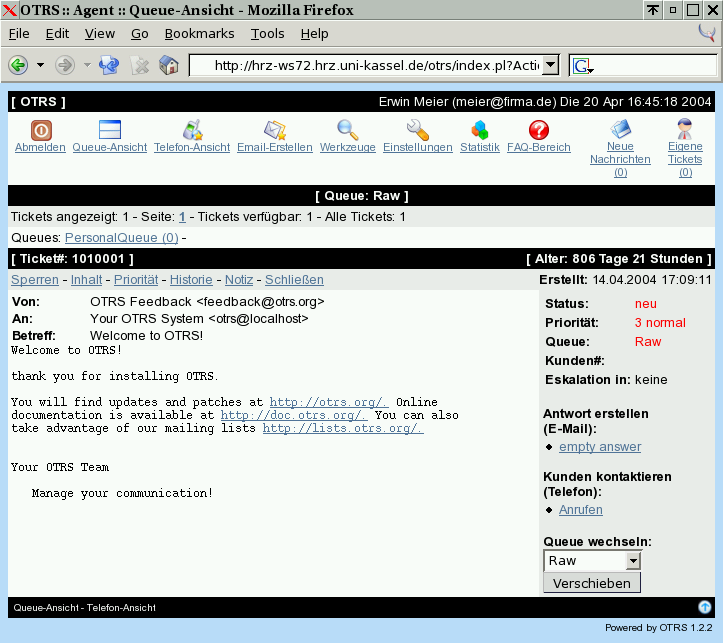 OTRS :: Agent :: Queue-Ansicht - Mozilla Firefox
File Edit View Go Bookmarks Tools Help
http://hrz-ws72.hrz.uni-kassel.de/otrs/index.pl?Acti
[ OTRS ] Erwin Meier (meier@firma.de) Die 20 Apr 16:45:18 2004
Abmelden Queue-Ansicht Telefon-Ansicht Email-Erstellen Werkzeuge Einstellungen Statistik FAQ-Bereich Neue Nachrichten (0) Eigene Tickets (0)
[ Queue: Raw ]
Tickets angezeigt: 1 - Seite: 1 - Tickets verfügbar: 1 - Alle Tickets: 1
Queues: PersonalQueue (0) -
[ Ticket#: 1010001 ] [ Alter: 806 Tage 21 Stunden ]
Sperren - Inhalt - Priorität - Historie - Notiz - Schließen Erstellt: 14.04.2004 17:09:11
Von: OTRS Feedback <feedback@otrs.org>
An: Your OTRS System <otrs@localhost>
Betreff: Welcome to OTRS!
Welcome to OTRS!
thank you for installing OTRS.
You will find updates and patches at http://otrs.org/. Online
documentation is available at http://doc.otrs.org/. You can also
take advantage of our mailing lists http://lists.otrs.org/.
Your OTRS Team
Manage your communication!
Status: neu
Priorität: 3 normal
Queue: Raw
Kunden#:
Eskalation in: keine
Antwort erstellen
(E-Mail):
empty answer
Kunden kontaktieren
(Telefon):
Anrufen
Queue wechseln:
Raw
Verschieben
Queue-Ansicht - Telefon-Ansicht
Powered by OTRS 1.2.2